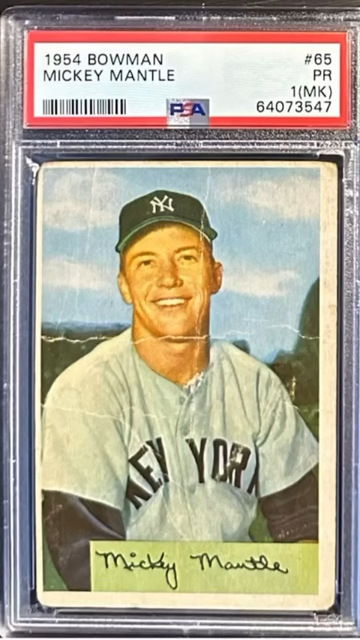 1954 BOWMAN #65
MICKEY MANTLE PR
1(MK)
PSA 64073547
NY
NEW YORK
Mickey Mantle